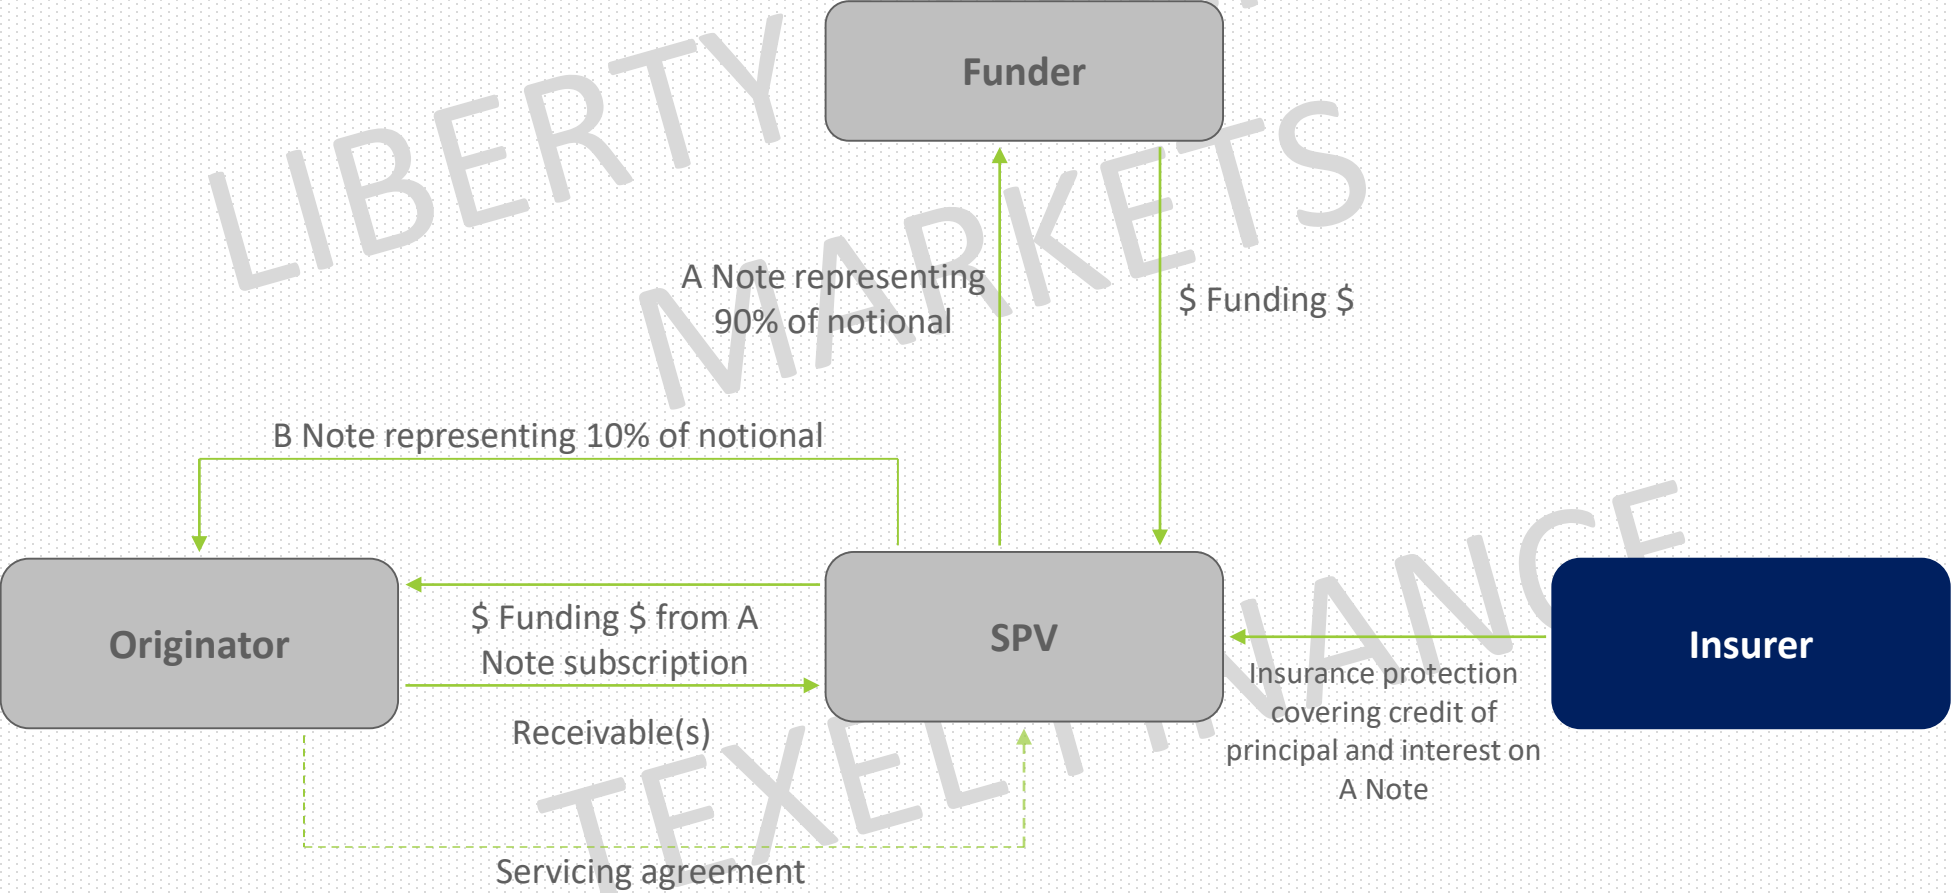 LIBERTY
MARKETS
TEXEL FINANCE
Funder
A Note representing
90% of notional
$ Funding $
B Note representing 10% of notional
Originator
$ Funding $ from A
Note subscription
Receivable(s)
SPV
Insurer
Insurance protection
covering credit of
principal and interest on
A Note
Servicing agreement